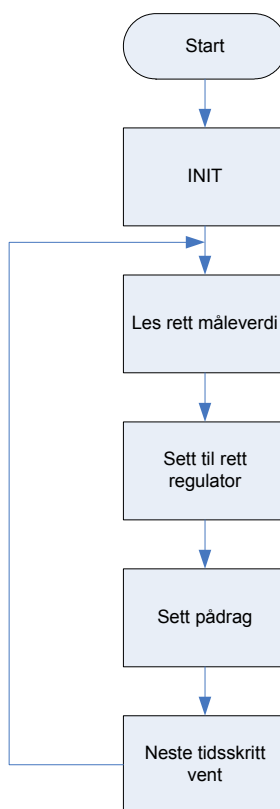 Start
INIT
Les rett måleverdi
Sett til rett
regulator
Sett pådrag
Neste tidsskritt
vent